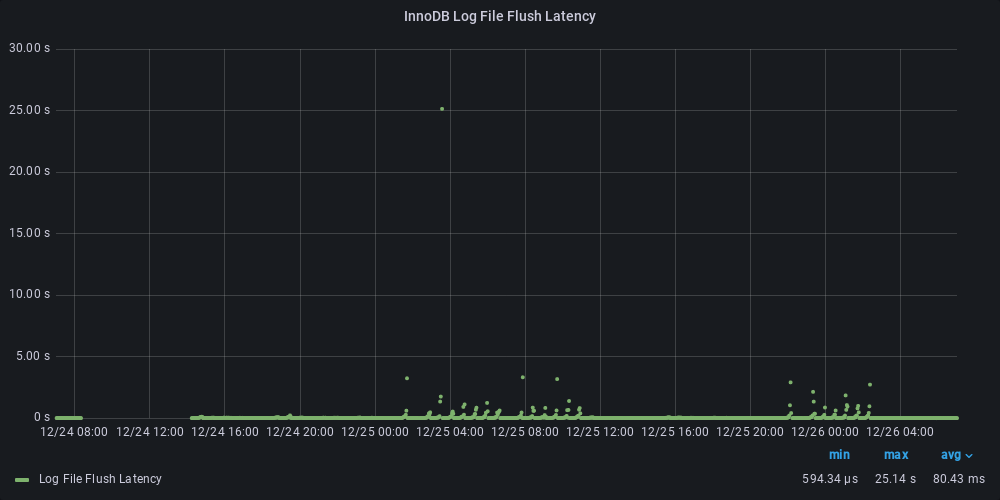 InnoDB Log File Flush Latency
30.00 s
25.00 s
20.00 s
15.00 s
10.00 s
5.00 s
0 s
12/24 08:00 12/24 12:00 12/24 16:00 12/24 20:00 12/25 00:00 12/25 04:00 12/25 08:00 12/25 12:00 12/25 16:00 12/25 20:00 12/26 00:00 12/26 04:00
min max avg
Log File Flush Latency 594.34 µs 25.14 s 80.43 ms